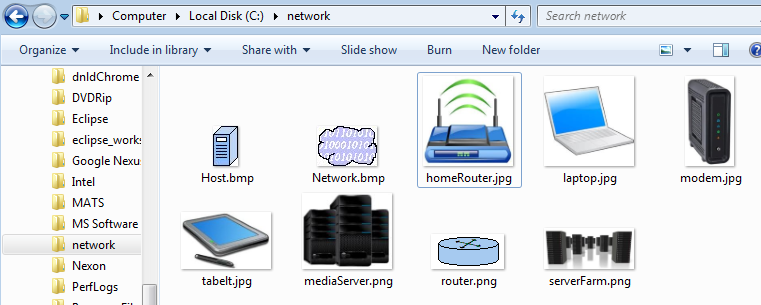 Computer Local Disk (C:) network Search network
Organize Include in library Share with Slide show Burn New folder
dnldChrome
DVDRip
Eclipse
eclipse_works
Google Nexus
Intel
MATS
MS Software
network
Nexon
PerfLogs
Host.bmp Network.bmp homeRouter.jpg laptop.jpg modem.jpg
tabelt.jpg mediaServer.png router.png serverFarm.png